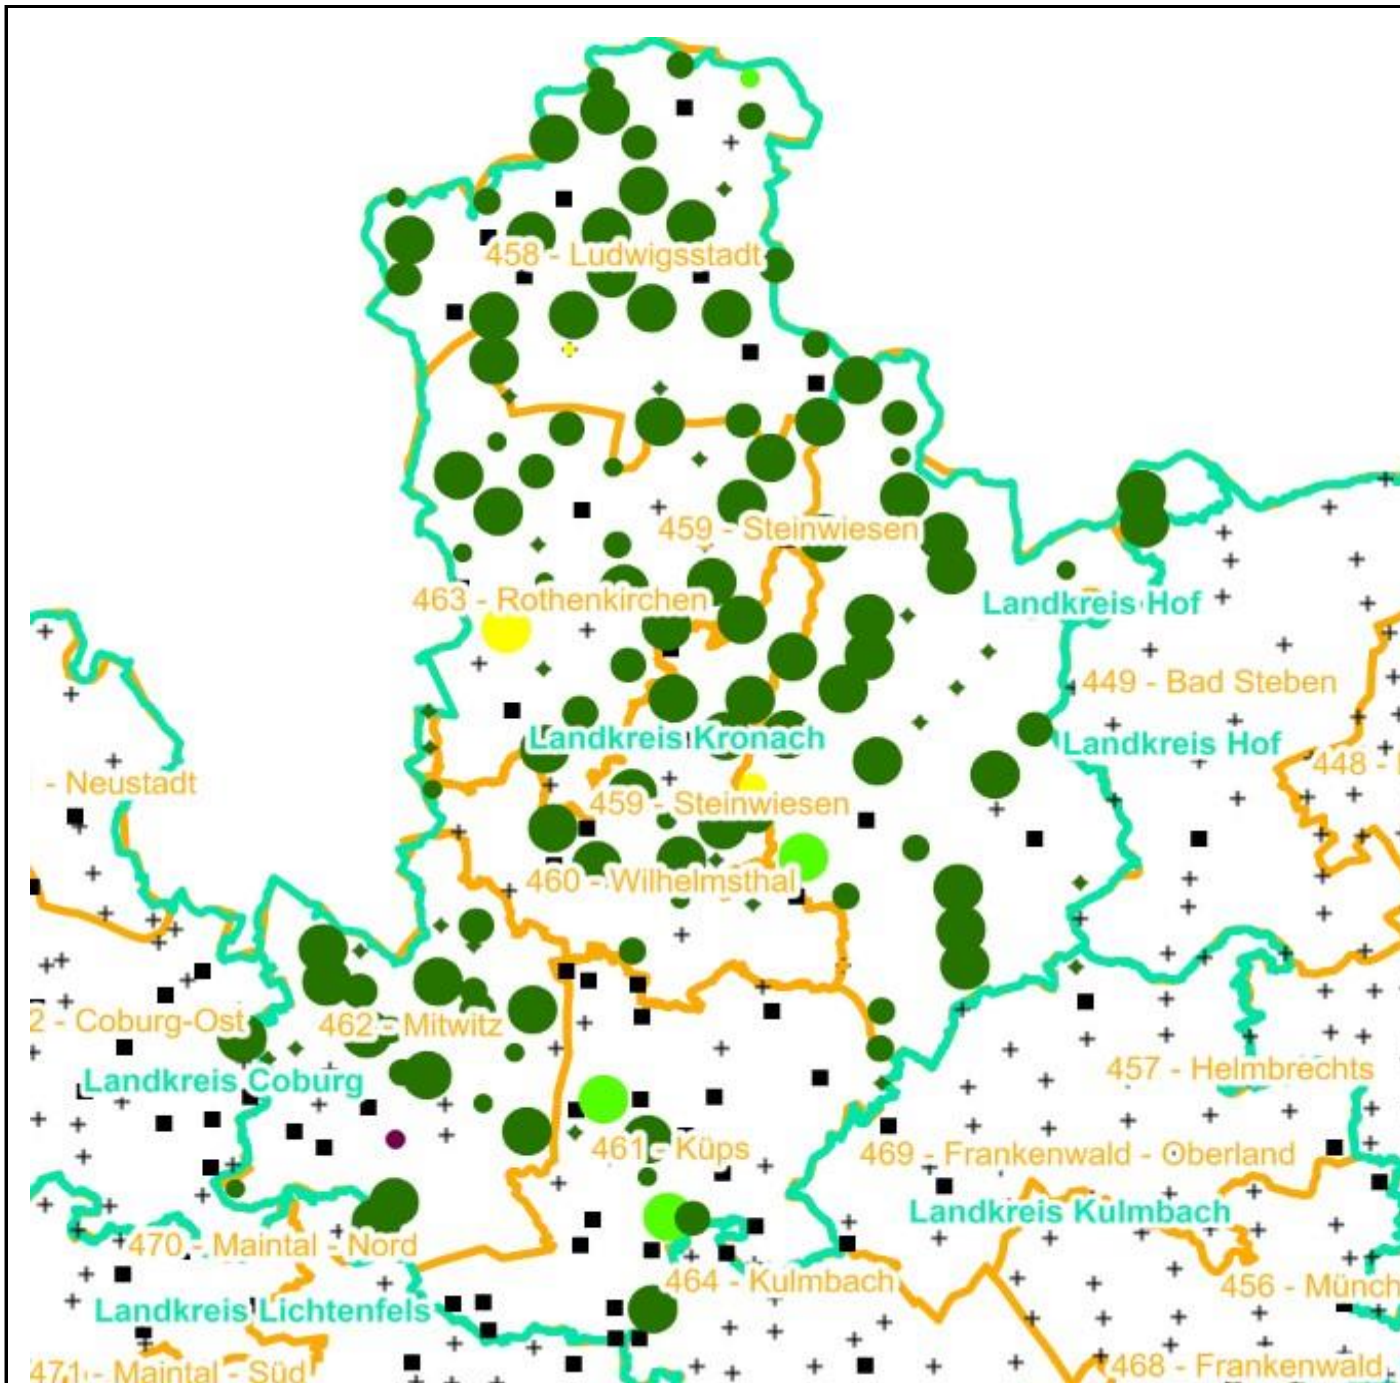 458 - Ludwigsstadt
459 - Steinwiesen
463 - Rothenkirchen
Landkreis Hof
449 - Bad Steben
Landkreis Kronach
Landkreis Hof
448 -
- Neustadt
459 - Steinwiesen
460 - Wilhelmsthal
2 - Coburg-Ost
462 - Mitwitz
457 - Helmbrechts
Landkreis Coburg
461 - Küps
469 - Frankenwald - Oberland
Landkreis Kulmbach
470 - Maintal - Nord
464 - Kulmbach
456 - Münch
Landkreis Lichtenfels
471 - Maintal - Süd
468 - Frankenwald